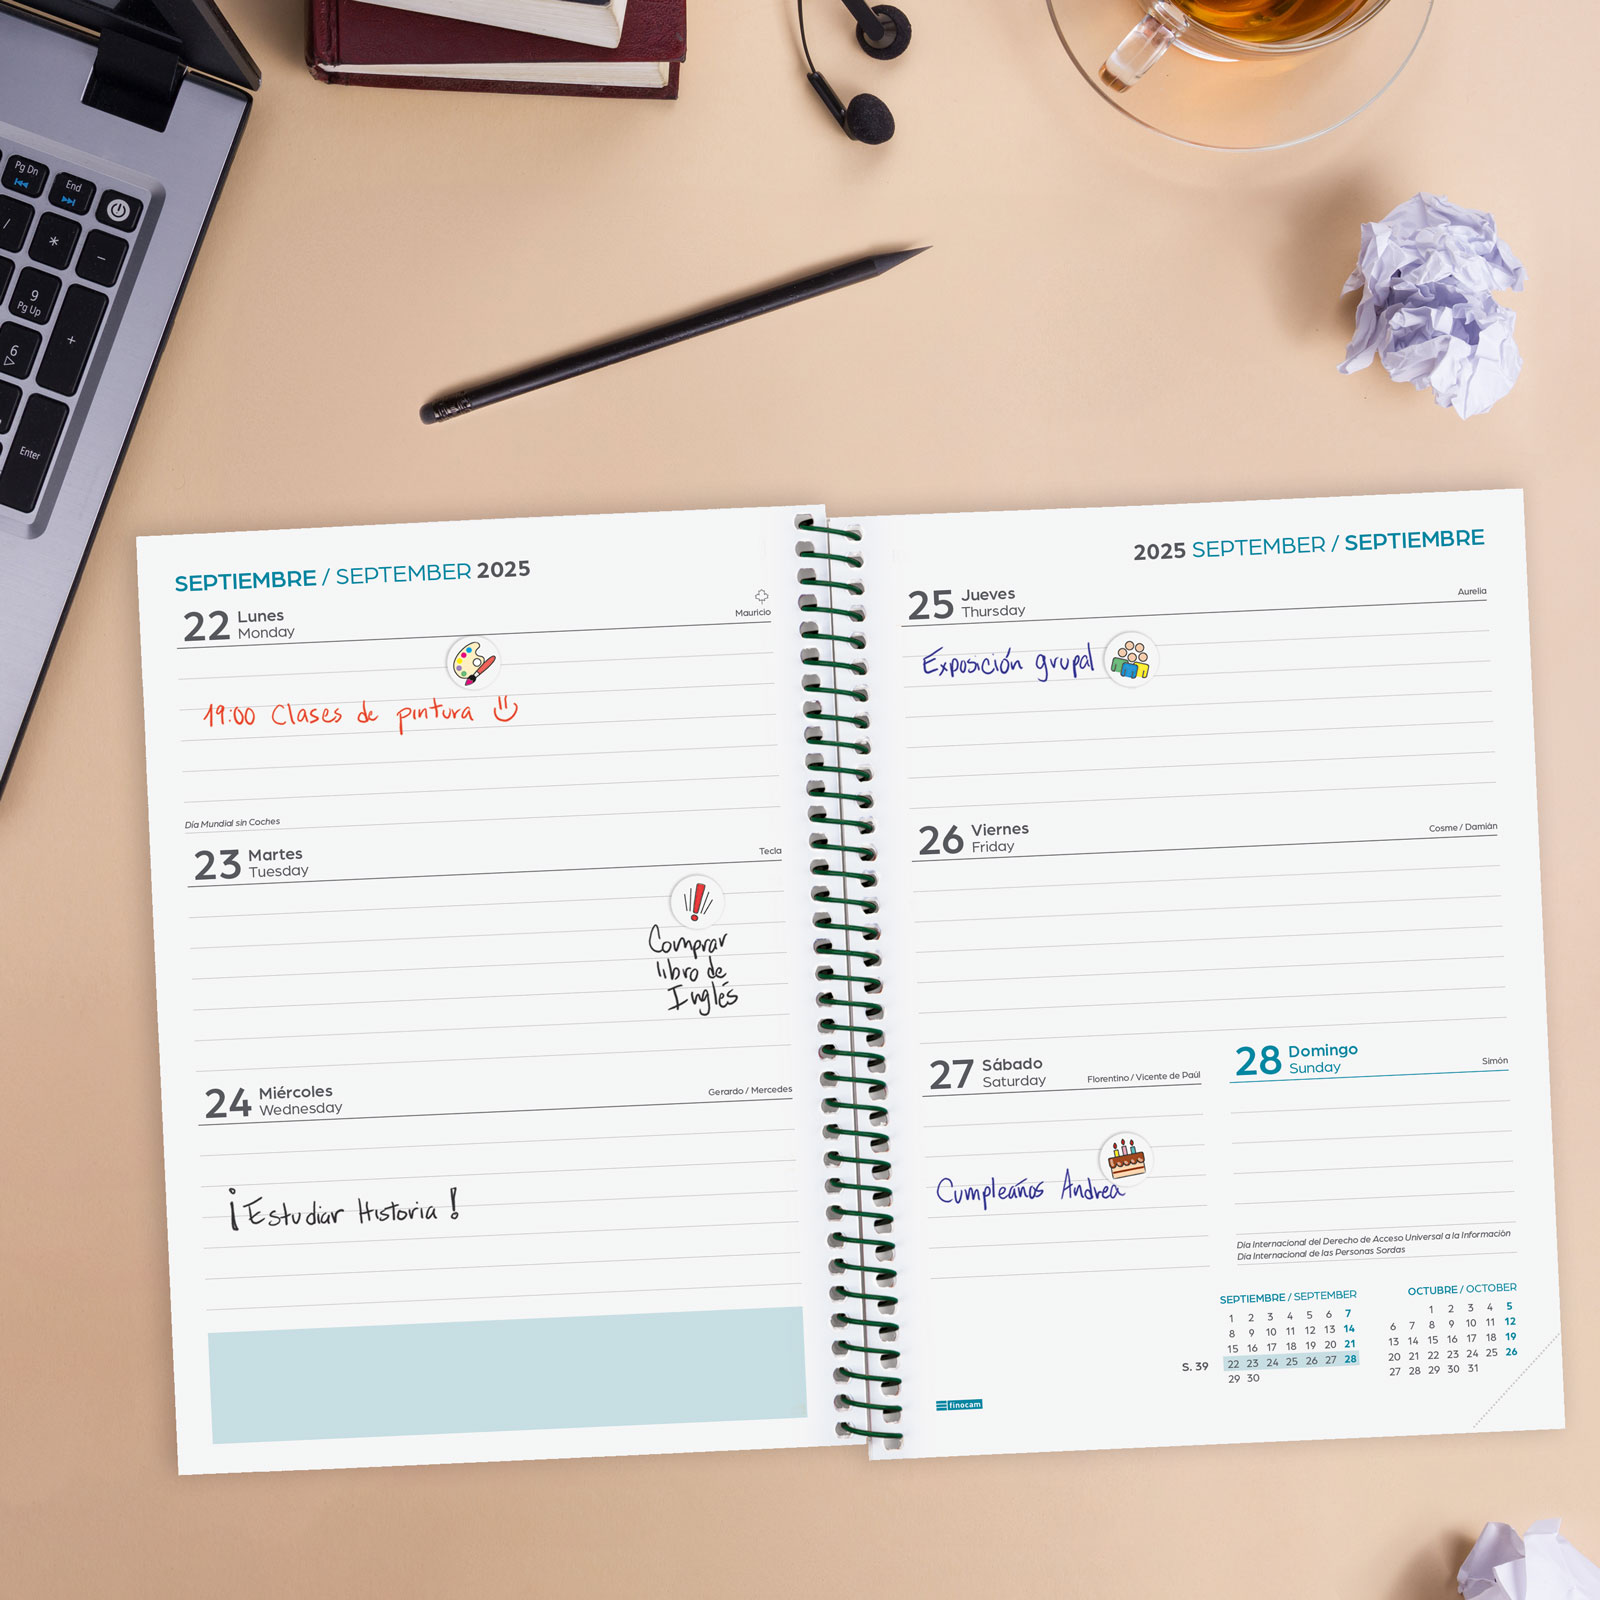 Pg Dn
End
/
*
-
9
Pg Up
+
6
Enter
SEPTIEMBRE / SEPTEMBER 2025
22 Lunes
Monday
Mauricio
19:00 Clases de pintura
Día Mundial sin Coches
23 Martes
Tuesday
Tecla
Comprar
libro de
Inglés
24 Miércoles
Wednesday
Gerardo / Mercedes
¡Estudiar Historia!
2025 SEPTEMBER / SEPTIEMBRE
25 Jueves
Thursday
Aurelia
Exposición grupal
26 Viernes
Friday
Cosme / Damián
27 Sábado
Saturday
Florentino / Vicente de Paúl
Cumpleaños Andrea
28 Domingo
Sunday
Simón
Día Internacional del Derecho de Acceso Universal a la Información
Día Internacional de las Personas Sordas
SEPTIEMBRE / SEPTEMBER
1 2 3 4 5 6 7
8 9 10 11 12 13 14
15 16 17 18 19 20 21
S. 39 22 23 24 25 26 27 28
29 30
OCTUBRE / OCTOBER
1 2 3 4 5
6 7 8 9 10 11 12
13 14 15 16 17 18 19
20 21 22 23 24 25 26
27 28 29 30 31
finocam